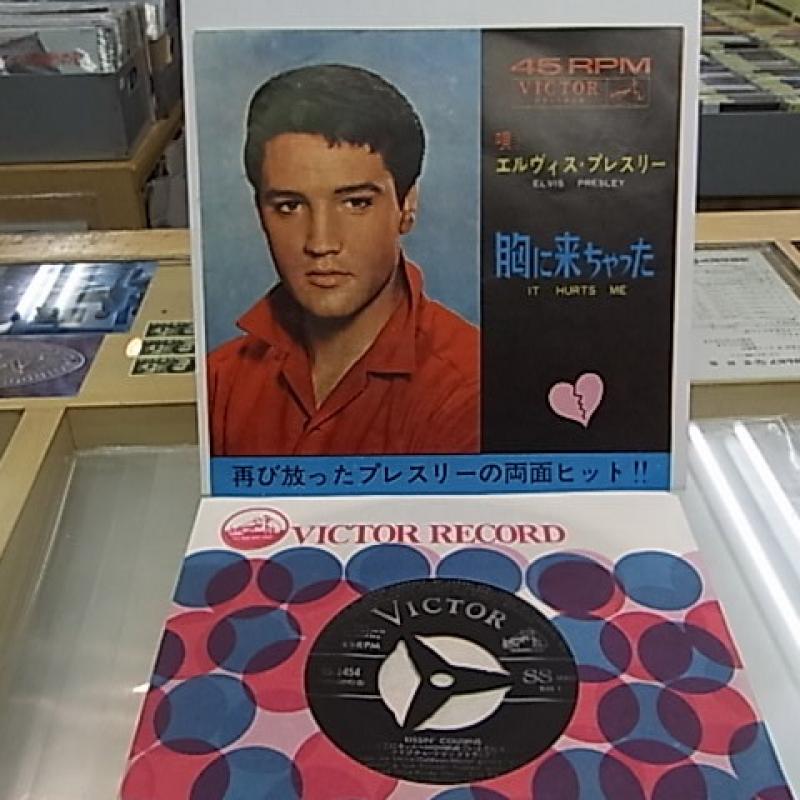 45 RPM
VICTOR
唄
エルヴィス・プレスリー
ELVIS PRESLEY
胸に来ちゃった
IT HURTS ME
再び放ったプレスリーの両面ヒット!!
VICTOR RECORD
VICTOR
45RPM
SS
KISSIN' COUSINS